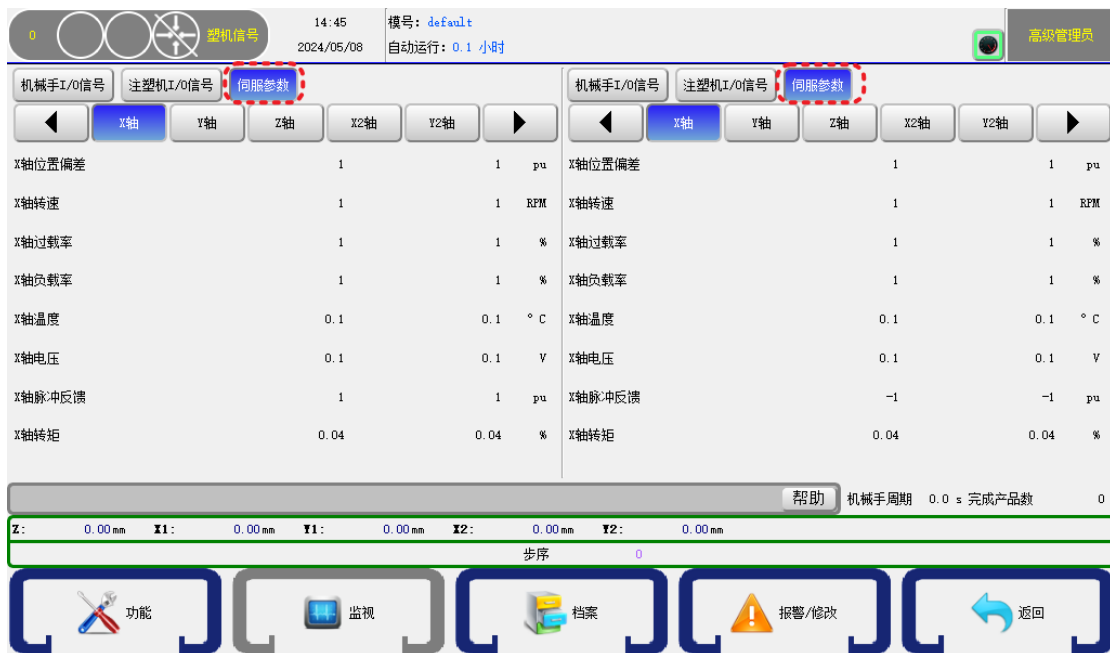 0 塑机信号 14:45 模号: default
2024/05/08 自动运行: 0.1 小时 高级管理员
机械手I/O信号 注塑机I/O信号 伺服参数 机械手I/O信号 注塑机I/O信号 伺服参数
X轴 Y轴 Z轴 X2轴 Y2轴 X轴 Y轴 Z轴 X2轴 Y2轴
X轴位置偏差 1 1 pu X轴位置偏差 1 1 pu
X轴转速 1 1 RPM X轴转速 1 1 RPM
X轴过载率 1 1 % X轴过载率 1 1 %
X轴负载率 1 1 % X轴负载率 1 1 %
X轴温度 0.1 0.1 ° C X轴温度 0.1 0.1 ° C
X轴电压 0.1 0.1 V X轴电压 0.1 0.1 V
X轴脉冲反馈 1 1 pu X轴脉冲反馈 -1 -1 pu
X轴转矩 0.04 0.04 % X轴转矩 0.04 0.04 %
帮助 机械手周期 0.0 s 完成产品数 0
Z: 0.00 mm X1: 0.00 mm Y1: 0.00 mm X2: 0.00 mm Y2: 0.00 mm
步序 0
功能 监视 档案 报警/修改 返回